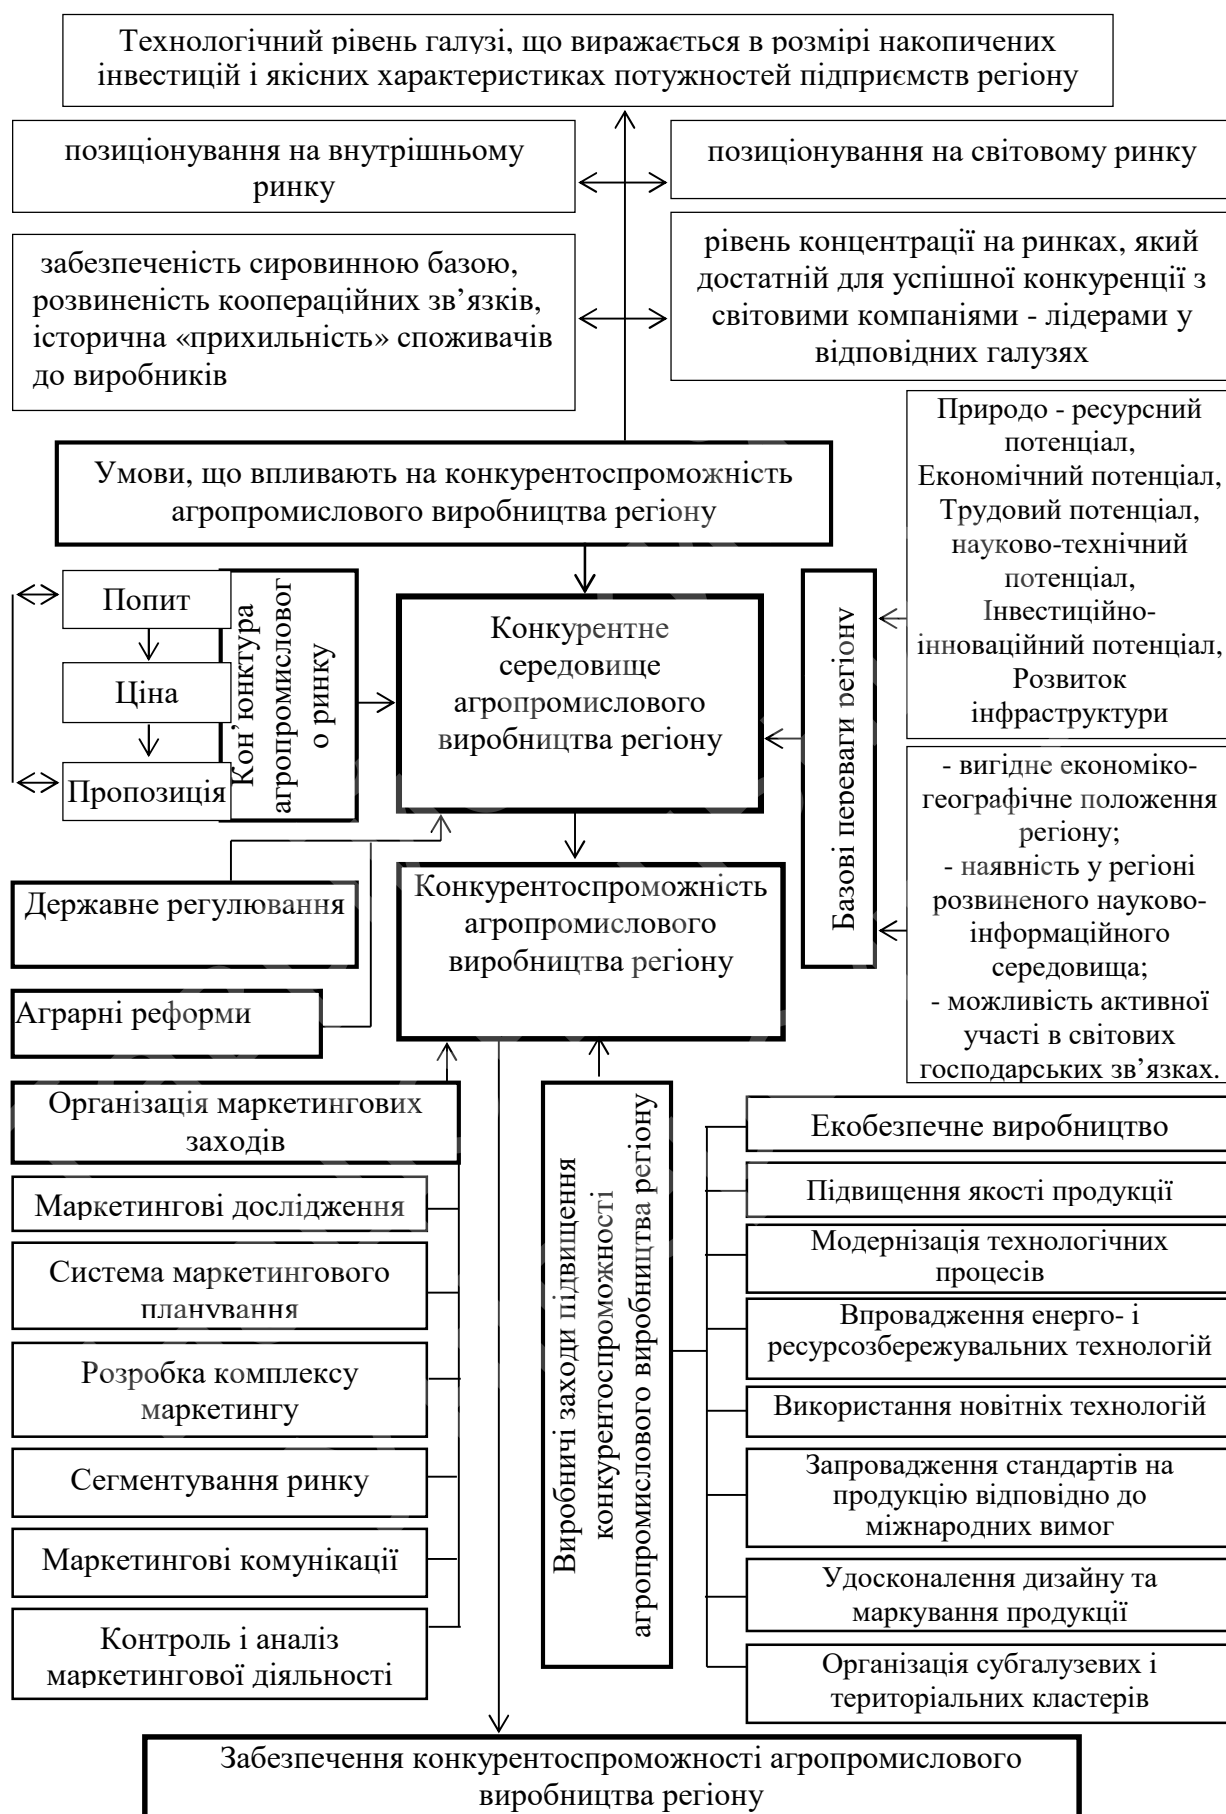 Технологічний рівень галузі, що виражається в розмірі накопичених
інвестицій і якісних характеристиках потужностей підприємств регіону
позиціонування на внутрішньому
ринку
позиціонування на світовому ринку
забезпеченість сировинною базою,
розвиненість коопераційних зв’язків,
історична «прихильність» споживачів
до виробників
рівень концентрації на ринках, який
достатній для успішної конкуренції з
світовими компаніями - лідерами у
відповідних галузях
Умови, що впливають на конкурентоспроможність
агропромислового виробництва регіону
Природо - ресурсний
потенціал,
Економічний потенціал,
Трудовий потенціал,
науково-технічний
потенціал,
Інвестиційно-
інноваційний потенціал,
Розвиток
інфраструктури
Попит
Ціна
Пропозиція
Кон’юнктура
агропромисловог
о ринку
Конкурентне
середовище
агропромислового
виробництва регіону
Базові переваги регіону
- вигідне економіко-
географічне положення
регіону;
- наявність у регіоні
розвиненого науково-
інформаційного
середовища;
- можливість активної
участі в світових
господарських зв’язках.
Державне регулювання
Аграрні реформи
Конкурентоспроможність
агропромислового
виробництва регіону
Організація маркетингових
заходів
Маркетингові дослідження
Система маркетингового
планування
Розробка комплексу
маркетингу
Сегментування ринку
Маркетингові комунікації
Контроль і аналіз
маркетингової діяльності
Виробничі заходи підвищення
конкурентоспроможності
агропромислового виробництва регіону
Екобезпечне виробництво
Підвищення якості продукції
Модернізація технологічних
процесів
Впровадження енерго- і
ресурсозбережувальних технологій
Використання новітніх технологій
Запровадження стандартів на
продукцію відповідно до
міжнародних вимог
Удосконалення дизайну та
маркування продукції
Організація субгалузевих і
територіальних кластерів
Забезпечення конкурентоспроможності агропромислового
виробництва регіону